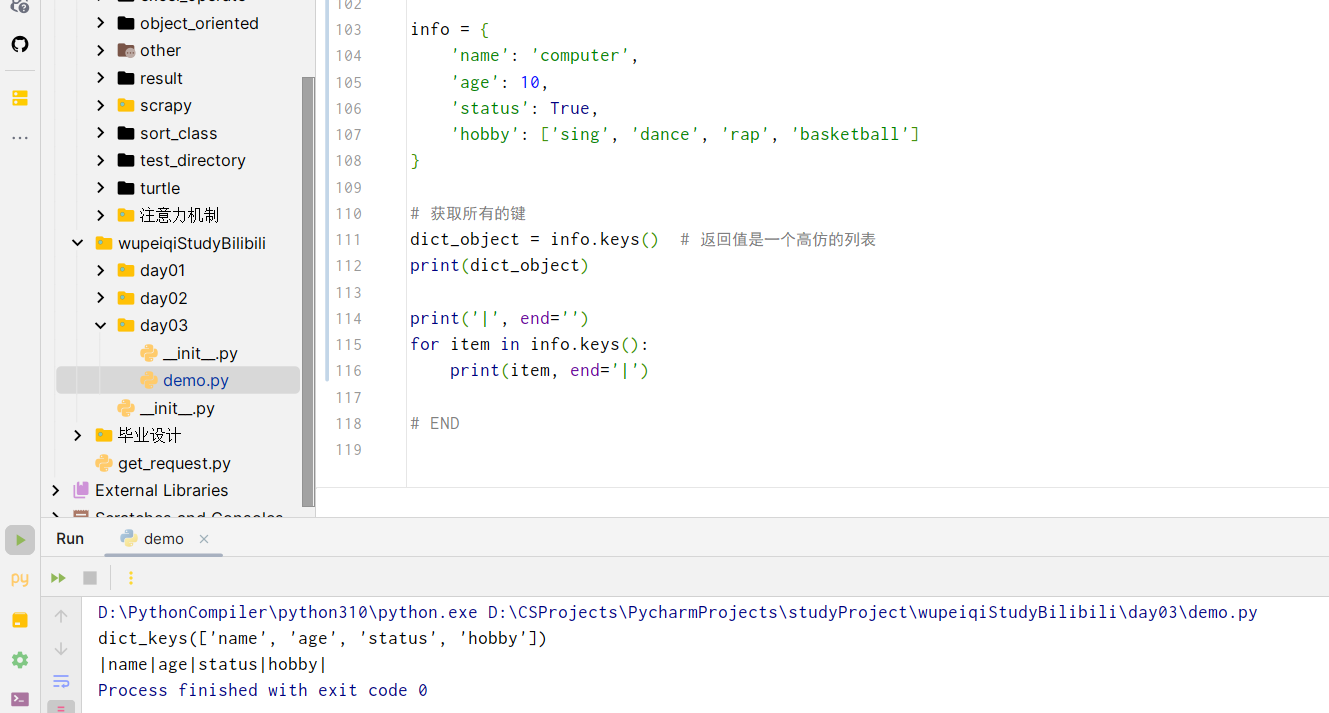 102
object_oriented
103 info = {
other
104 'name': 'computer',
result
105 'age': 10,
scrapy
106 'status': True,
sort_class
107 'hobby': ['sing', 'dance', 'rap', 'basketball']
test_directory
108 }
turtle
109
注意力机制
110 # 获取所有的键
wupeiqiStudyBilibili
111 dict_object = info.keys() # 返回值是一个高仿的列表
day01
112 print(dict_object)
day02
113
day03
114 print('|', end='')
__init__.py
115 for item in info.keys():
demo.py
116 print(item, end='|')
__init__.py
117
毕业设计
118 # END
get_request.py
119
External Libraries
Scratches and Consoles
Run demo
D:\PythonCompiler\python310\python.exe D:\CSProjects\PycharmProjects\studyProject\wupeiqiStudyBilibili\day03\demo.py
dict_keys(['name', 'age', 'status', 'hobby'])
|name|age|status|hobby|
Process finished with exit code 0